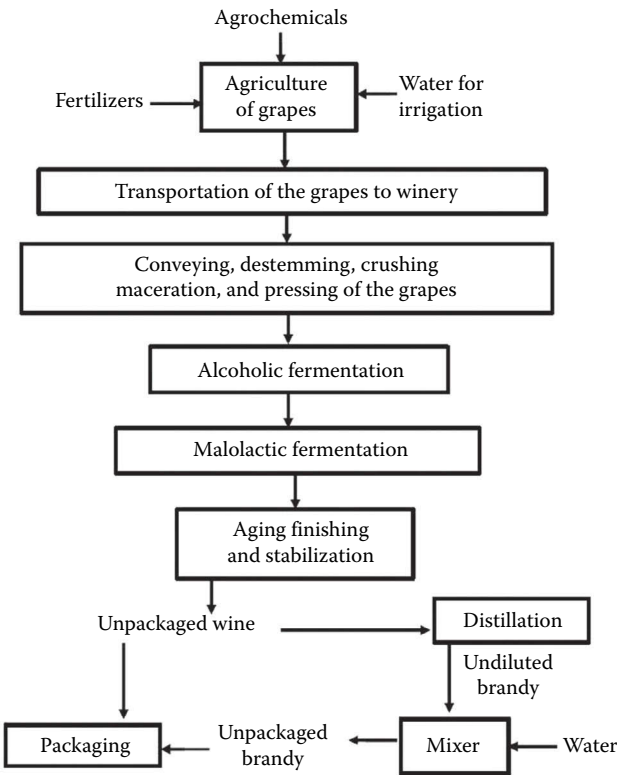 Agrochemicals
Fertilizers
Agriculture
of grapes
Water for
irrigation
Transportation of the grapes to winery
Conveying, destemming, crushing
maceration, and pressing of the grapes
Alcoholic fermentation
Malolactic fermentation
Aging finishing
and stabilization
Unpackaged wine
Distillation
Undiluted
brandy
Packaging
Unpackaged
brandy
Mixer
Water